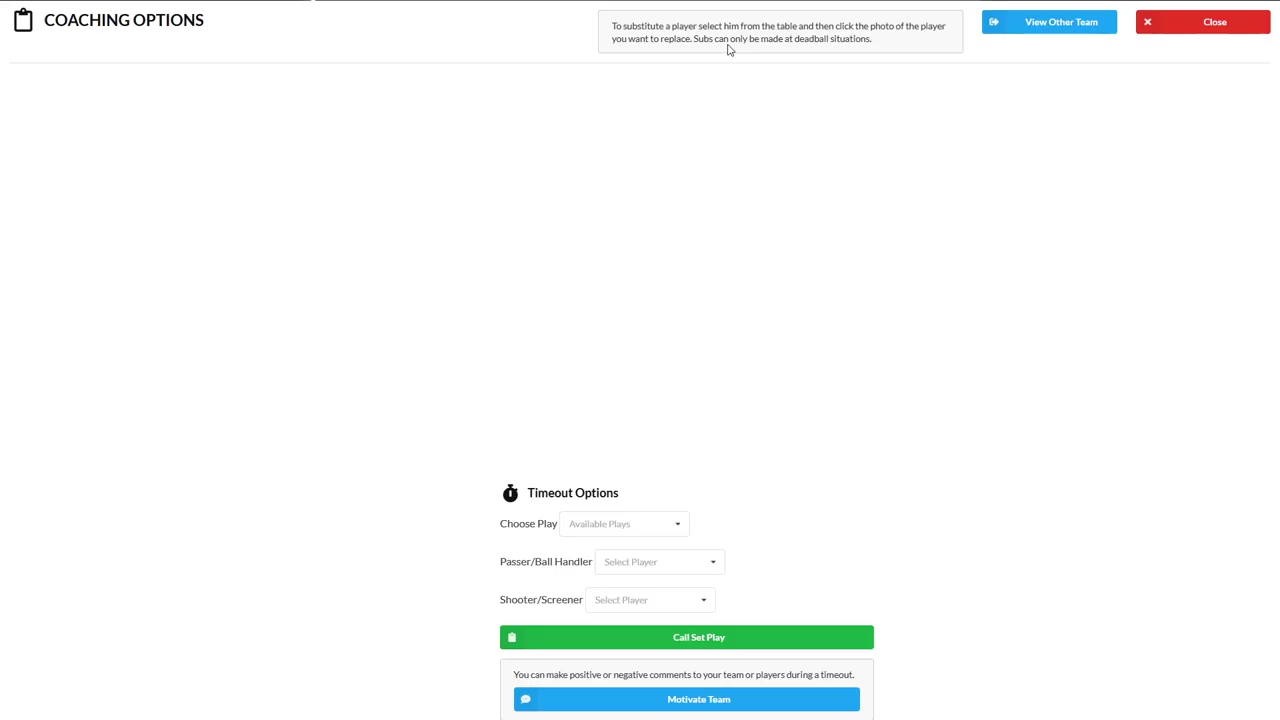 COACHING OPTIONS
To substitute a player select him from the table and then click the photo of the player
you want to replace. Subs can only be made at deadball situations.
View Other Team
Close
Timeout Options
Choose Play Available Plays
Passer/Ball Handler Select Player
Shooter/Screener Select Player
Call Set Play
You can make positive or negative comments to your team or players during a timeout.
Motivate Team